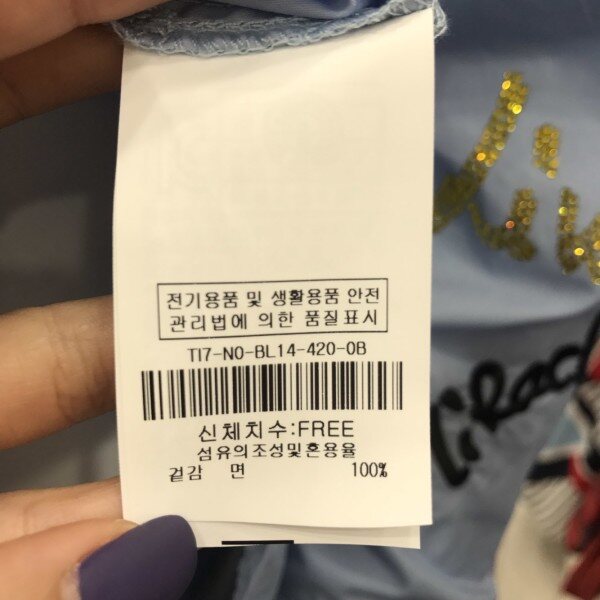 전기용품 및 생활용품 안전
관리법에 의한 품질표시
TI7-NO-BL14-420-0B
신체치수:FREE
섬유의조성및혼용율
겉감 면 100%